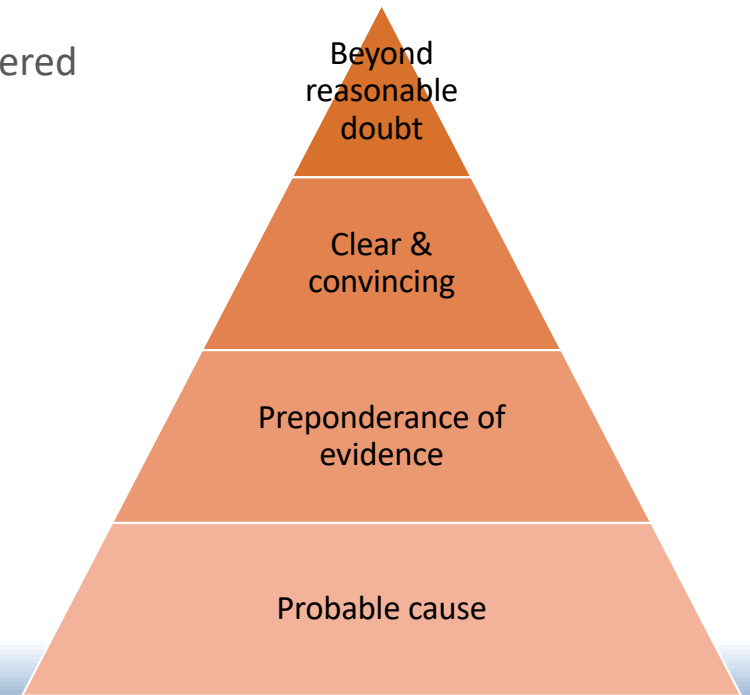 ered
Beyond
reasonable
doubt
Clear &
convincing
Preponderance of
evidence
Probable cause